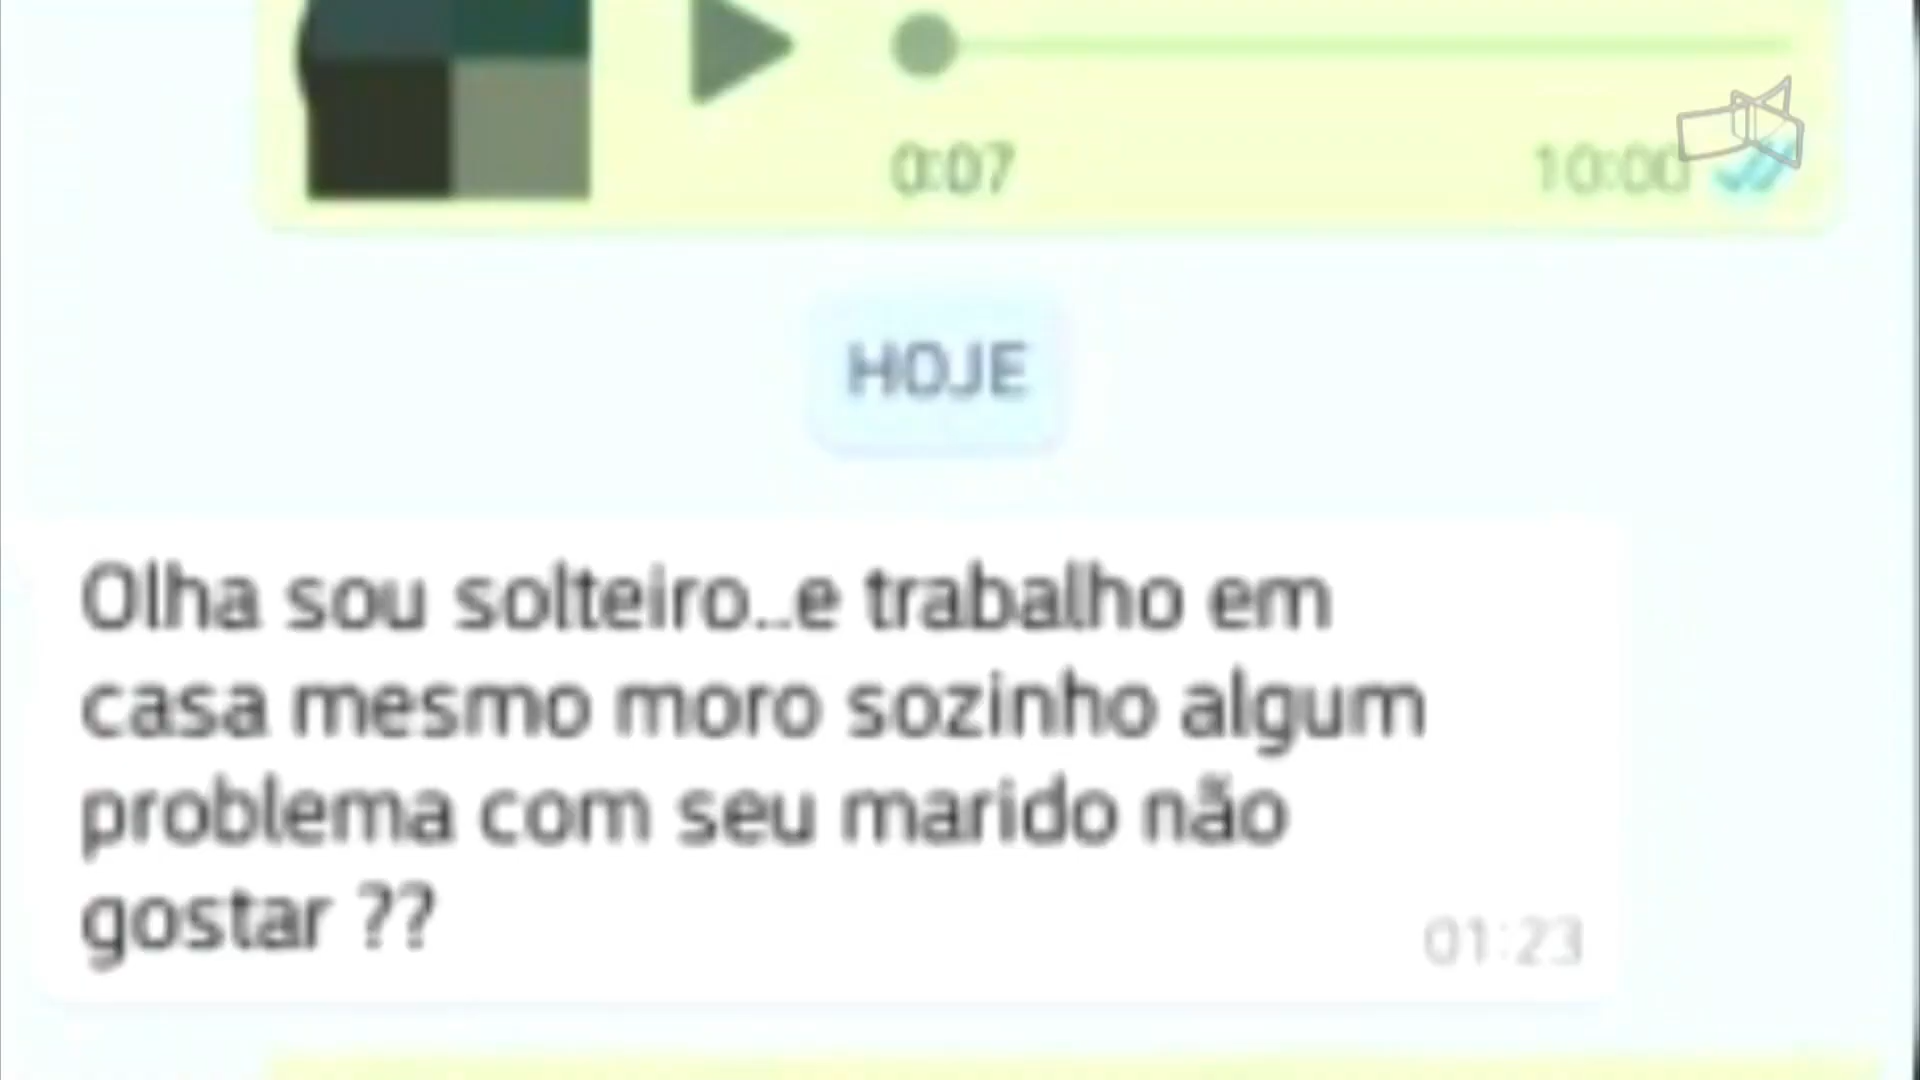 0:07
10:00
HOJE
Olha sou solteiro..e trabalho em
casa mesmo moro sozinho algum
problema com seu marido não
gostar ??
01:23